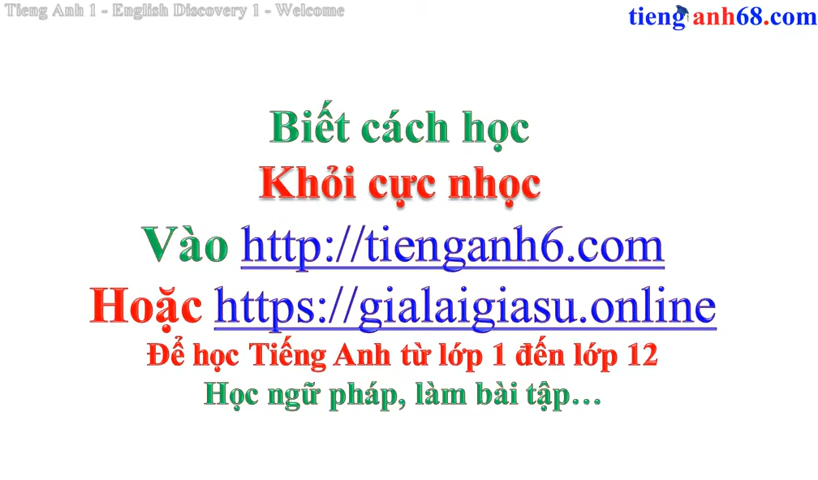 Tieng Anh 1 - English Discovery 1 - Welcome
tienganh68.com
Biết cách học
Khỏi cực nhọc
Vào http://tienganh6.com
Hoặc https://gialaigiasu.online
Để học Tiếng Anh từ lớp 1 đến lớp 12
Học ngữ pháp, làm bài tập…